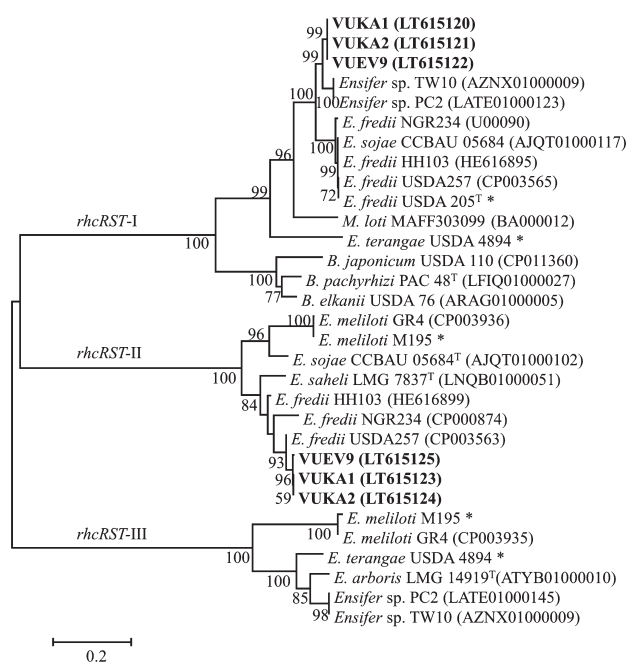 VUKA1 (LT615120)
99
VUKA2 (LT615121)
99
VUEV9 (LT615122)
Ensifer sp. TW10 (AZNX01000009)
100
100 Ensifer sp. PC2 (LATE01000123)
E. fredii NGR234 (U00090)
E. sojae CCBAU 05684 (AJQT01000117)
100
96
E. fredii HH103 (HE616895)
99
E. fredii USDA257 (CP003565)
99
72
E. fredii USDA 205ᵀ *
rhcRST-I
M. loti MAFF303099 (BA000012)
100
E. terangae USDA 4894 *
B. japonicum USDA 110 (CP011360)
100
B. pachyrhizi PAC 48ᵀ (LFIQ01000027)
77
B. elkanii USDA 76 (ARAG01000005)
100
E. meliloti GR4 (CP003936)
96
E. meliloti M195 *
rhcRST-II
E. sojae CCBAU 05684ᵀ (AJQT01000102)
100
E. saheli LMG 7837ᵀ (LNQB01000051)
84
E. fredii HH103 (HE616899)
E. fredii NGR234 (CP000874)
E. fredii USDA257 (CP003563)
93
VUEV9 (LT615125)
96
VUKA1 (LT615123)
59
VUKA2 (LT615124)
E. meliloti M195 *
rhcRST-III
100
E. meliloti GR4 (CP003935)
100
E. terangae USDA 4894 *
100
E. arboris LMG 14919ᵀ(ATYB01000010)
85
Ensifer sp. PC2 (LATE01000145)
98
Ensifer sp. TW10 (AZNX01000009)
0.2